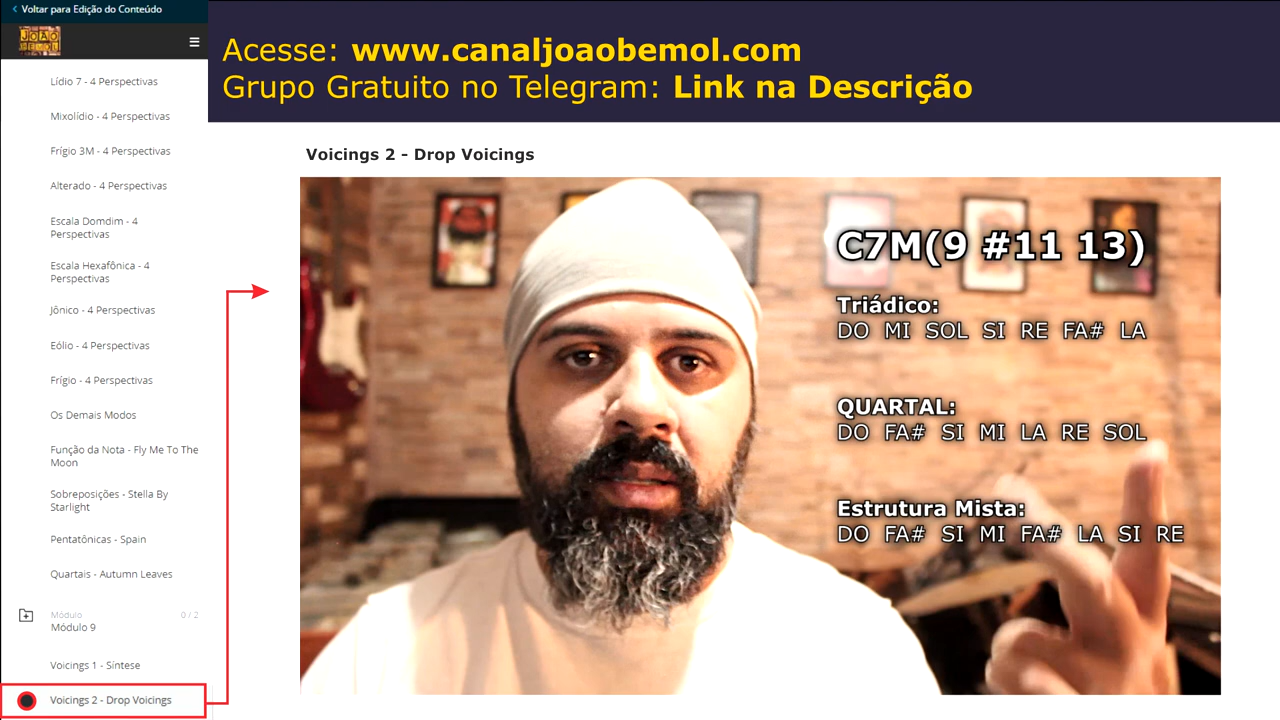 Voltar para Edição do Conteúdo
JOÃO
BEMOL
Acesse: www.canaljoaobemol.com
Grupo Gratuito no Telegram: Link na Descrição
Lídio 7 - 4 Perspectivas
Mixolídio - 4 Perspectivas
Frígio 3M - 4 Perspectivas
Alterado - 4 Perspectivas
Escala Domdim - 4
Perspectivas
Escala Hexafônica - 4
Perspectivas
Jônico - 4 Perspectivas
Eólio - 4 Perspectivas
Frígio - 4 Perspectivas
Os Demais Modos
Função da Nota - Fly Me To The
Moon
Sobreposições - Stella By
Starlight
Pentatônicas - Spain
Quartais - Autumn Leaves
Módulo 0 / 2
Módulo 9
Voicings 1 - Síntese
Voicings 2 - Drop Voicings
Voicings 2 - Drop Voicings
C7M(9 #11 13)
Triádico:
DO MI SOL SI RE FA# LA
QUARTAL:
DO FA# SI MI LA RE SOL
Estrutura Mista:
DO FA# SI MI FA# LA SI RE